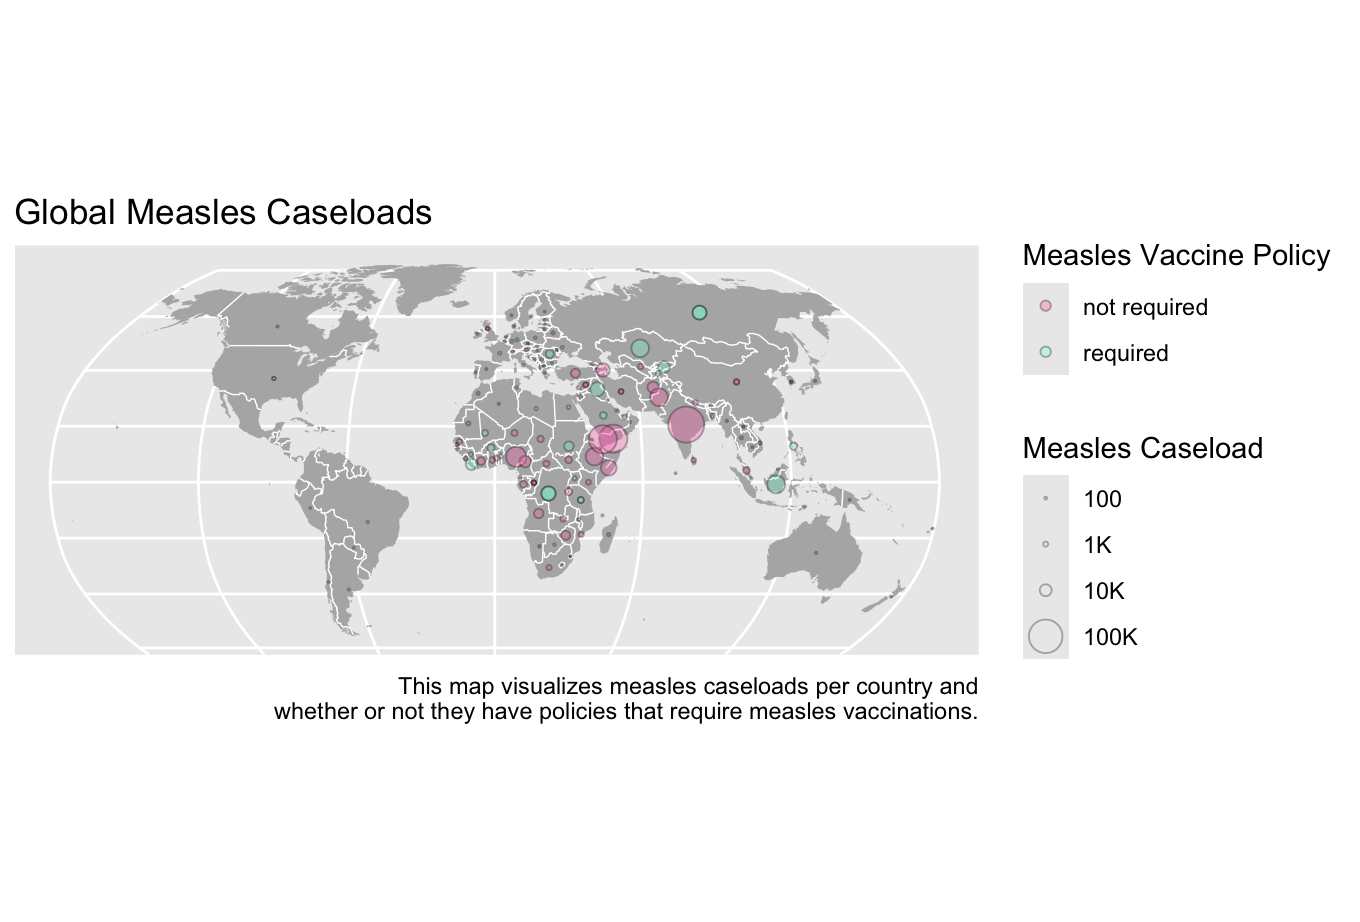 Global Measles Caseloads
Measles Vaccine Policy
not required
required
Measles Caseload
100
1K
10K
100K
This map visualizes measles caseloads per country and
whether or not they have policies that require measles vaccinations.